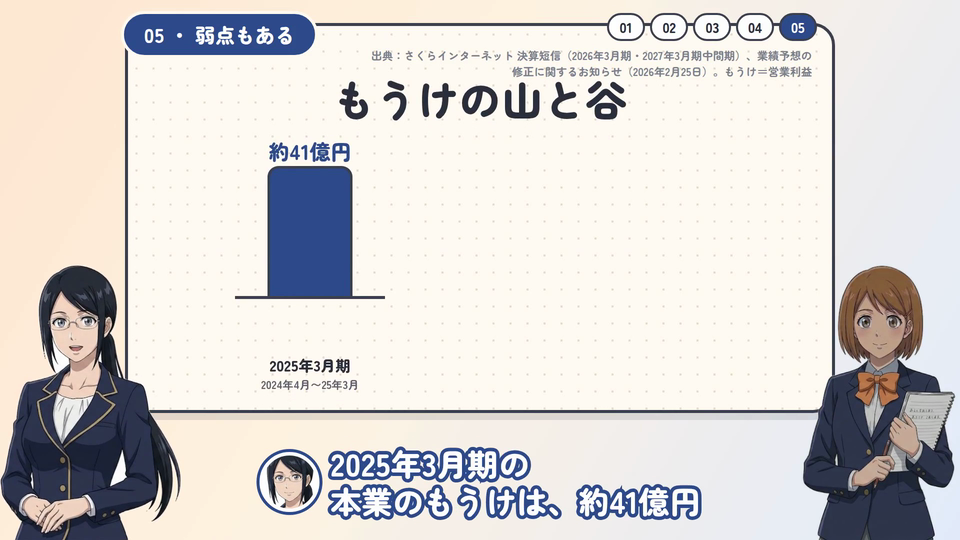 05 ・ 弱点もある
01 02 03 04 05
出典：さくらインターネット 決算短信（2026年3月期・2027年3月期中間期）、業績予想の
修正に関するお知らせ（2026年2月25日）。もうけ＝営業利益
もうけの山と谷
約41億円
2025年3月期
2024年4月〜25年3月
2025年3月期の
本業のもうけは、約41億円